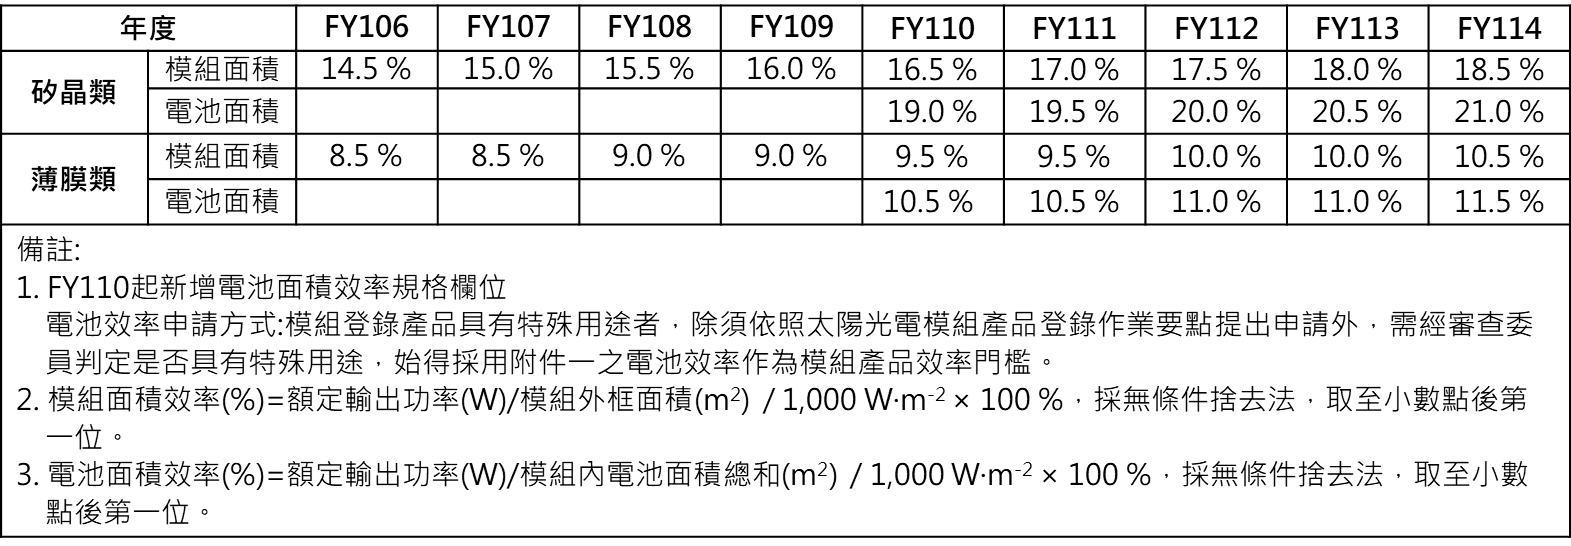 年度 FY106 FY107 FY108 FY109 FY110 FY111 FY112 FY113 FY114
矽晶類 模組面積 14.5 % 15.0 % 15.5 % 16.0 % 16.5 % 17.0 % 17.5 % 18.0 % 18.5 %
電池面積 19.0 % 19.5 % 20.0 % 20.5 % 21.0 %
薄膜類 模組面積 8.5 % 8.5 % 9.0 % 9.0 % 9.5 % 9.5 % 10.0 % 10.0 % 10.5 %
電池面積 10.5 % 10.5 % 11.0 % 11.0 % 11.5 %
備註:
1. FY110起新增電池面積效率規格欄位
電池效率申請方式:模組登錄產品具有特殊用途者，除須依照太陽光電模組產品登錄作業要點提出申請外，需經審查委
員判定是否具有特殊用途，始得採用附件一之電池效率作為模組產品效率門檻。
2. 模組面積效率(%)=額定輸出功率(W)/模組外框面積(m²) / 1,000 W·m⁻² × 100 %，採無條件捨去法，取至小數點後第
一位。
3. 電池面積效率(%)=額定輸出功率(W)/模組內電池面積總和(m²) / 1,000 W·m⁻² × 100 %，採無條件捨去法，取至小數
點後第一位。